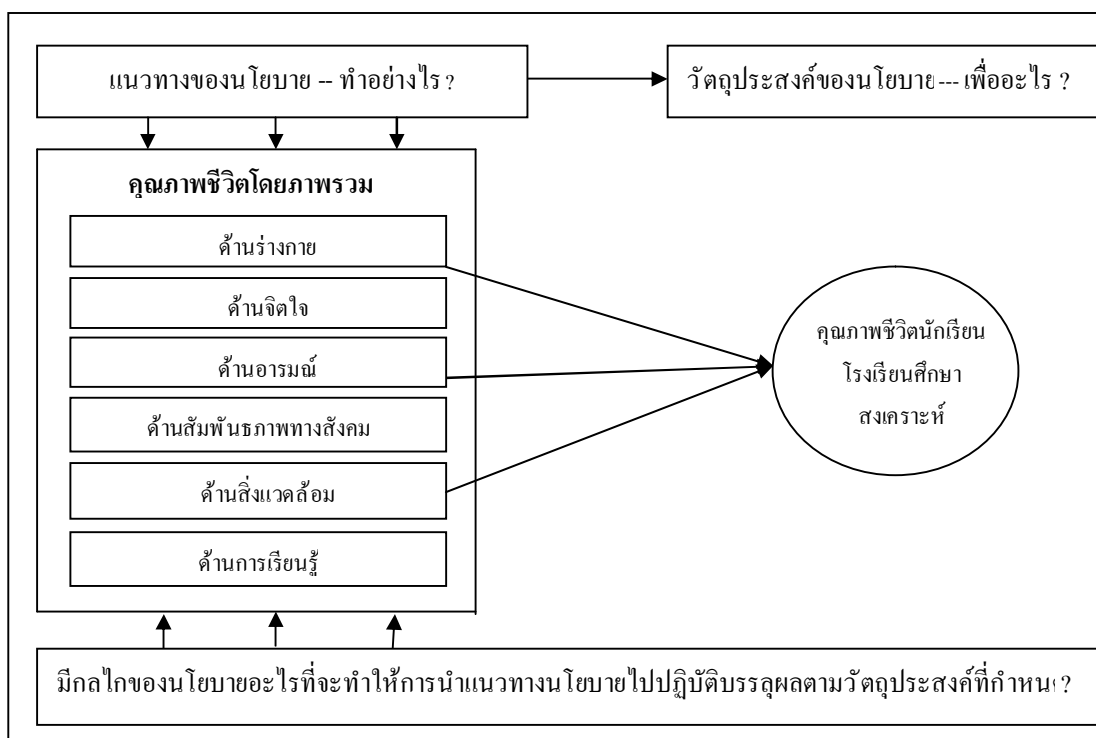 แนวทางของนโยบาย -- ทำอย่างไร ?
วัตถุประสงค์ของนโยบาย --- เพื่ออะไร ?
คุณภาพชีวิตโดยภาพรวม
ด้านร่างกาย
ด้านจิตใจ
ด้านอารมณ์
ด้านสัมพันธภาพทางสังคม
ด้านสิ่งแวดล้อม
ด้านการเรียนรู้
คุณภาพชีวิตนักเรียน
โรงเรียนศึกษา
สงเคราะห์
มีกลไกของนโยบายอะไรที่จะทำให้การนำแนวทางนโยบายไปปฏิบัติบรรลุผลตามวัตถุประสงค์ที่กำหนด ?